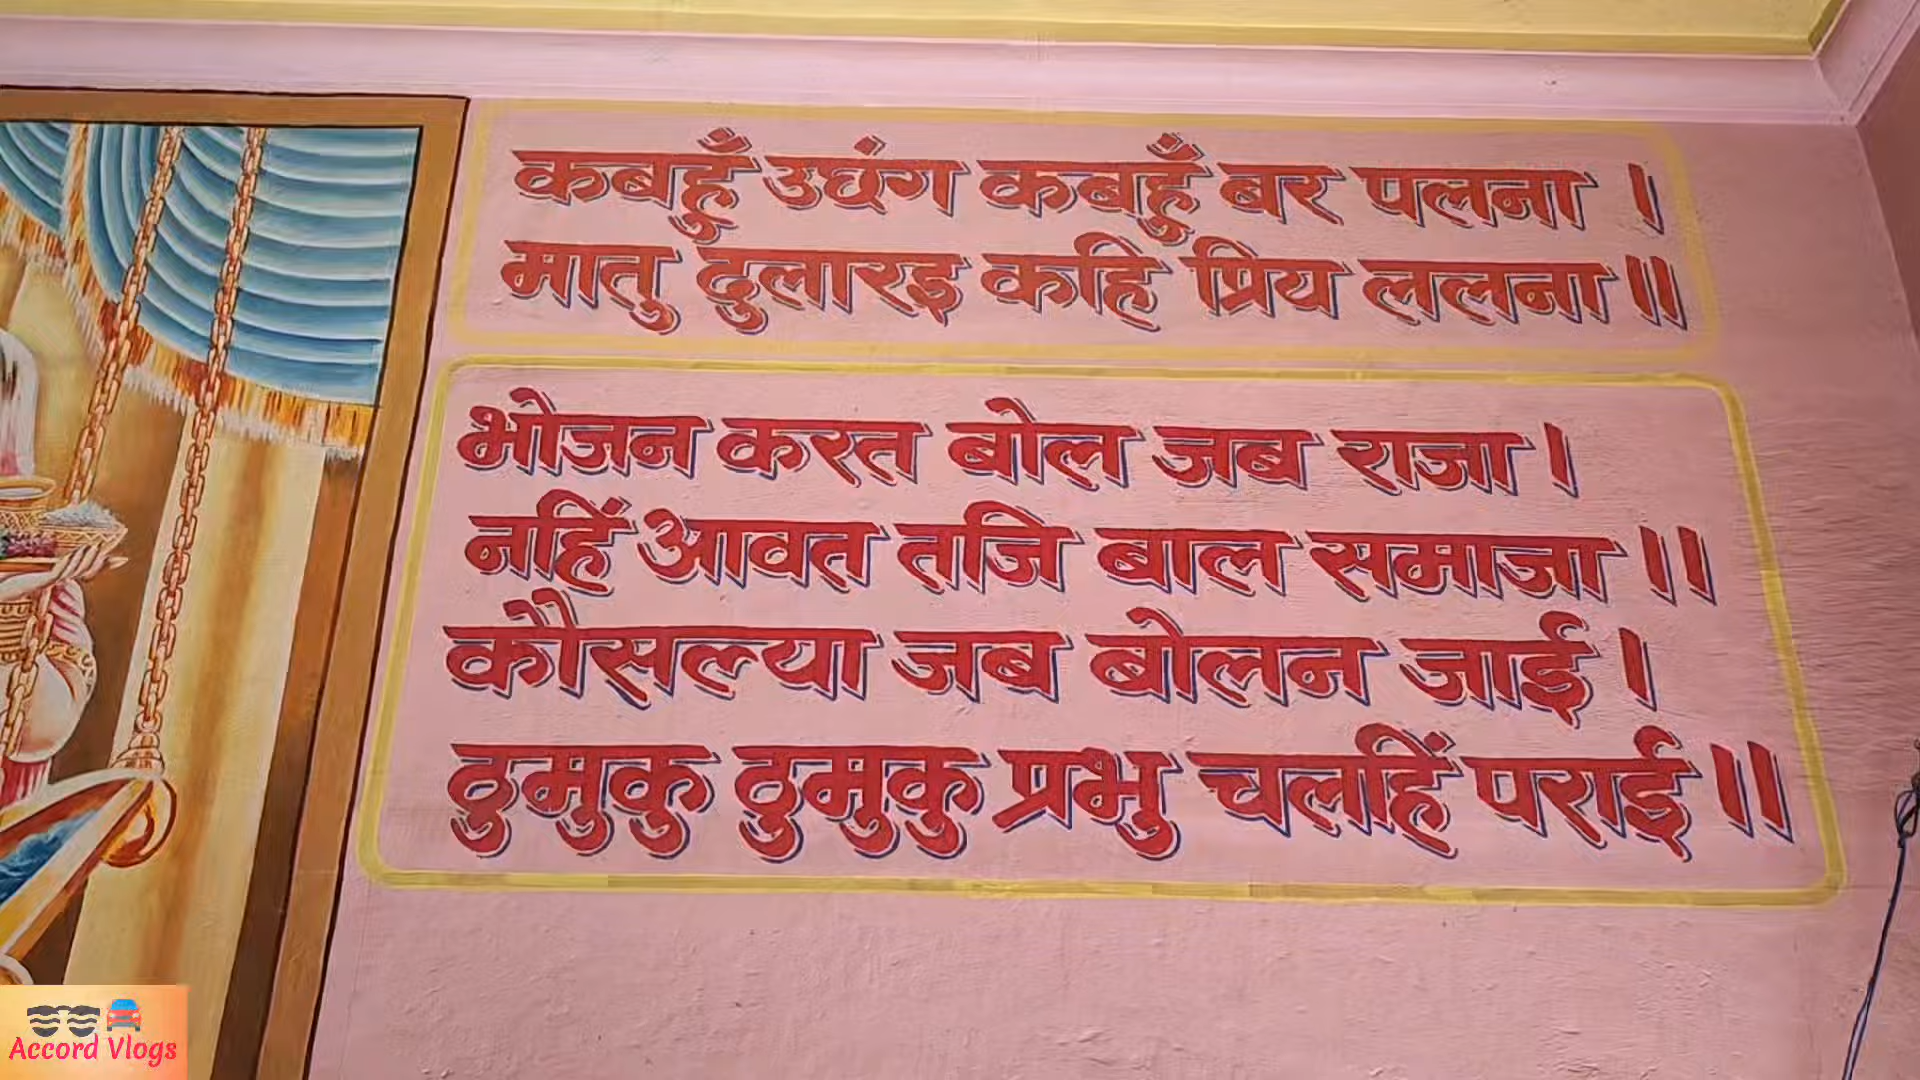 कबहुँ उछंग कबहुँ बर पलना ।
मातु दुलारइ कहि प्रिय ललना ॥
भोजन करत बोल जब राजा ।
नहिं आवत तजि बाल समाजा ॥
कौसल्या जब बोलन जाई ।
ठुमुकु ठुमुकु प्रभु चलहिं पराई ॥
Accord Vlogs